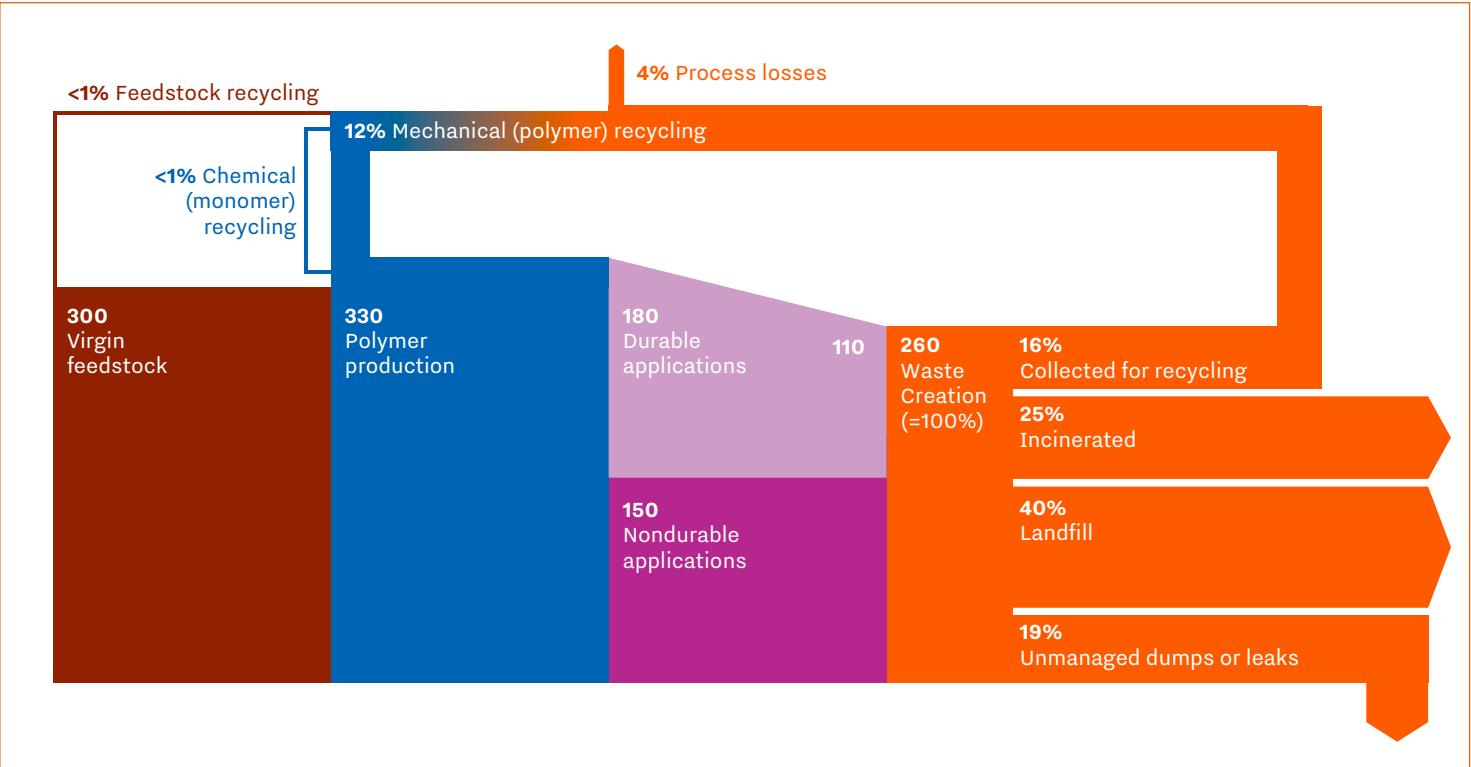 4% Process losses
<1% Feedstock recycling
12% Mechanical (polymer) recycling
<1% Chemical
(monomer)
recycling
300
Virgin
feedstock
330
Polymer
production
180
Durable
applications
110
150
Nondurable
applications
260
Waste
Creation
(=100%)
16%
Collected for recycling
25%
Incinerated
40%
Landfill
19%
Unmanaged dumps or leaks